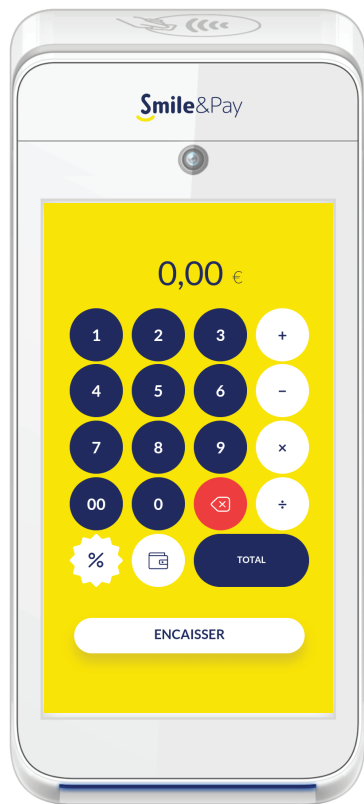 Smile&Pay
0,00 €
1 2 3 +
4 5 6 −
7 8 9 ×
00 0 ÷
%
TOTAL
ENCAISSER